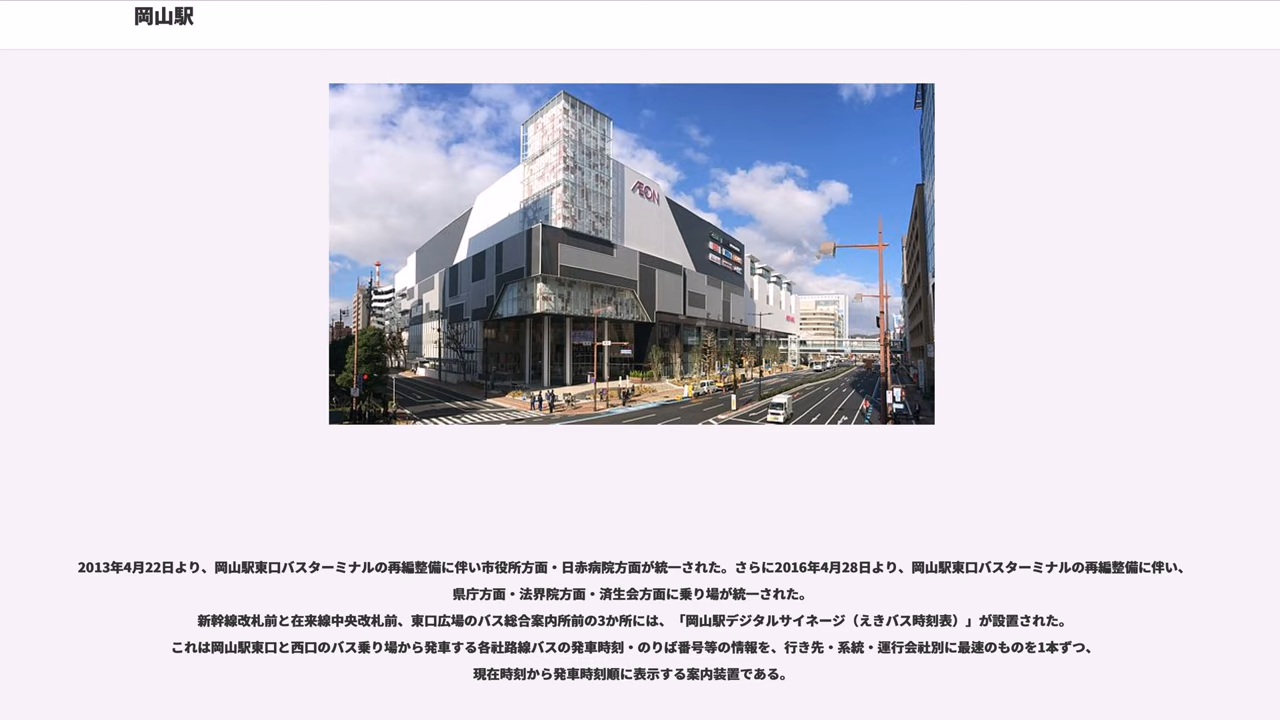 岡山駅
ÆON
2013年4月22日より、岡山駅東口バスターミナルの再編整備に伴い市役所方面・日赤病院方面が統一された。さらに2016年4月28日より、岡山駅東口バスターミナルの再編整備に伴い、
県庁方面・法界院方面・済生会方面に乗り場が統一された。
新幹線改札前と在来線中央改札前、東口広場のバス総合案内所前の3か所には、「岡山駅デジタルサイネージ（えきバス時刻表）」が設置された。
これは岡山駅東口と西口のバス乗り場から発車する各社路線バスの発車時刻・のりば番号等の情報を、行き先・系統・運行会社別に最速のものを1本ずつ、
現在時刻から発車時刻順に表示する案内装置である。